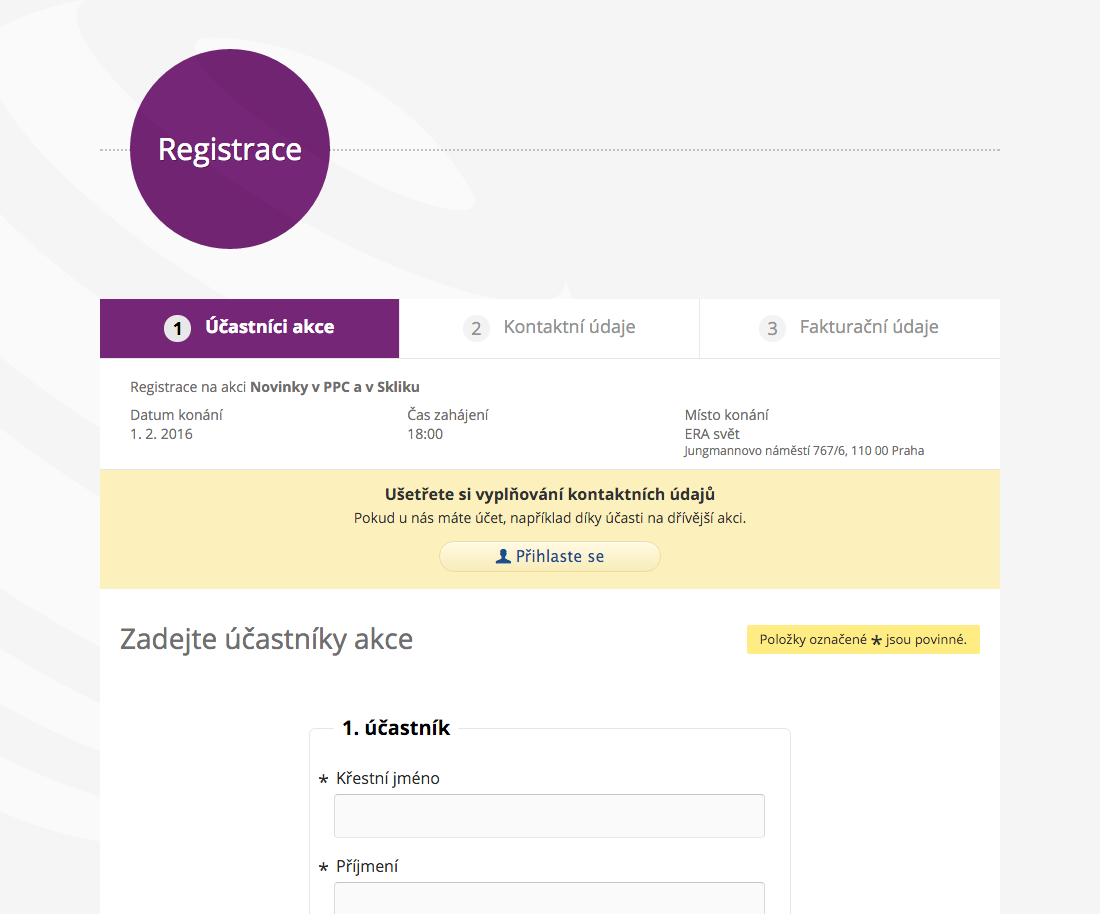 Registrace
1 Účastníci akce
2 Kontaktní údaje
3 Fakturační údaje
Registrace na akci Novinky v PPC a v Skliku
Datum konání
1. 2. 2016
Čas zahájení
18:00
Místo konání
ERA svět
Jungmannovo náměstí 767/6, 110 00 Praha
Ušetřete si vyplňování kontaktních údajů
Pokud u nás máte účet, například díky účasti na dřívější akci.
Přihlaste se
Zadejte účastníky akce
Položky označené * jsou povinné.
1. účastník
* Křestní jméno
* Příjmení